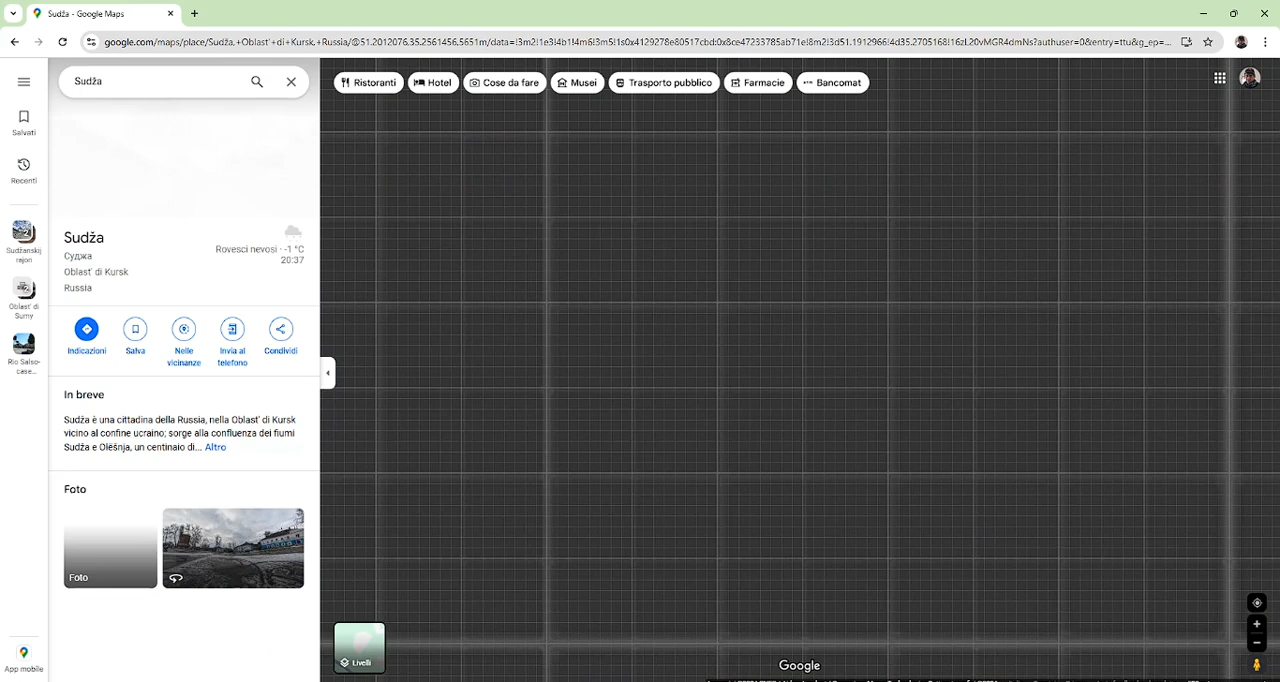 Sudža - Google Maps
google.com/maps/place/Sudža,+Oblast'+di+Kursk,+Russia/@51.2012076,35.2561456,5651m/data=!3m2!1e3!4b1!4m6!3m5!1s0x4129278e80517cbd:0x8ce47233785ab71e!8m2!3d51.1912966!4d35.2705168!16zL20vMGR4dmNs?authuser=0&entry=ttu&g_ep=...
Sudža
Ristoranti
Hotel
Cose da fare
Musei
Trasporto pubblico
Farmacie
Bancomat
Salvati
Recenti
Sudžanskij
rajon
Oblast' di
Sumy
Rio Salso-
case...
App mobile
Sudža
Суджа
Oblast' di Kursk
Russia
Rovesci nevosi · -1 °C
20:37
Indicazioni
Salva
Nelle
vicinanze
Invia al
telefono
Condividi
In breve
Sudža è una cittadina della Russia, nella Oblast' di Kursk
vicino al confine ucraino; sorge alla confluenza dei fiumi
Sudža e Olëšnja, un centinaio di... Altro
Foto
Foto
Livelli
Google